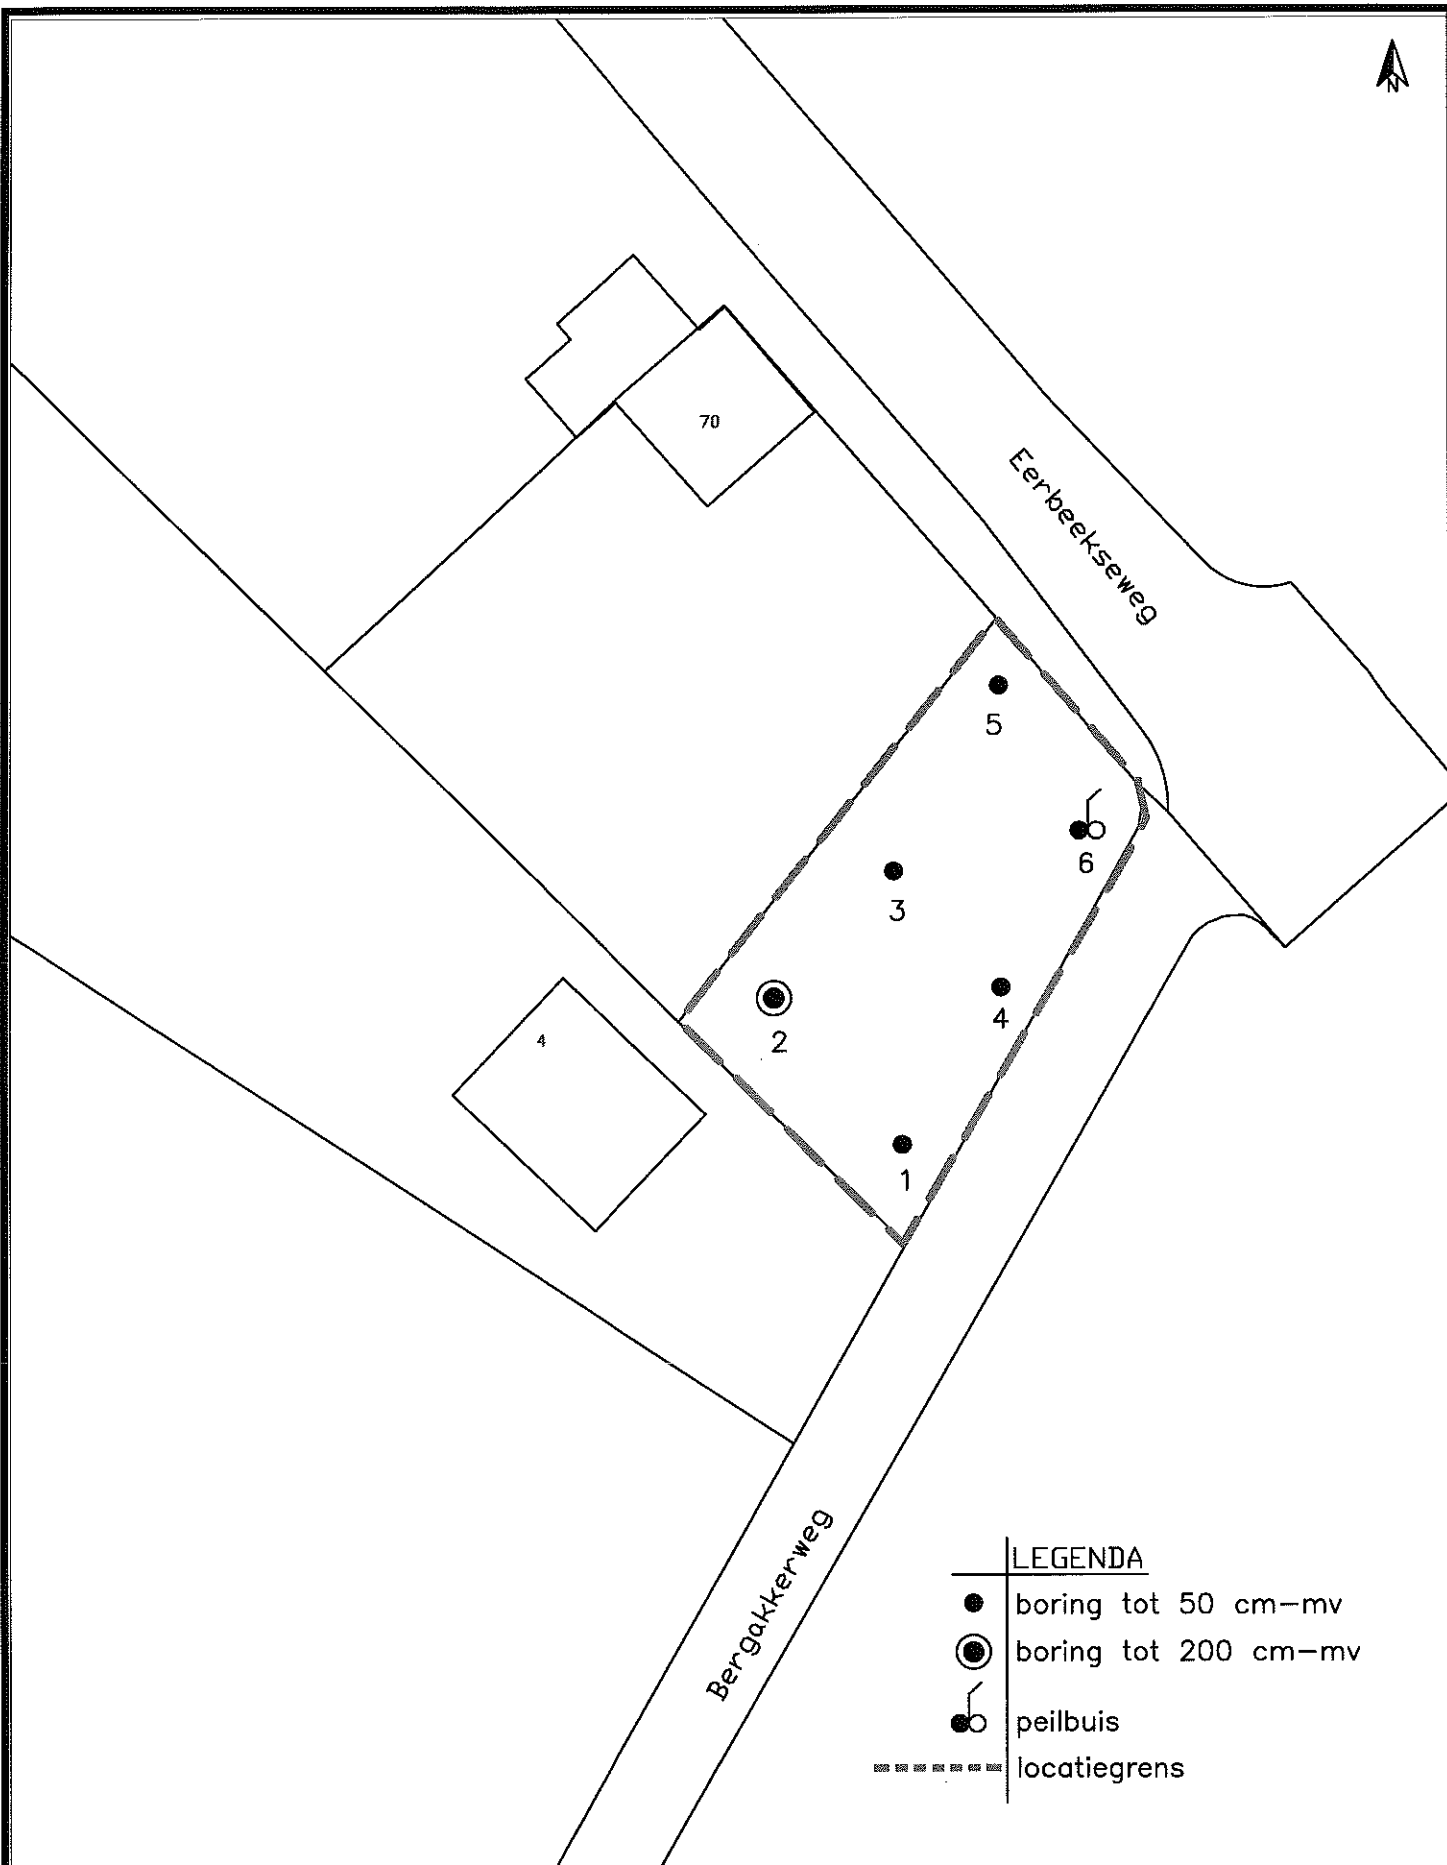 N
70
Eerbeekseweg
5
6
3
2
4
4
1
Bergakkerweg
LEGENDA
boring tot 50 cm-mv
boring tot 200 cm-mv
peilbuis
locatiegrens